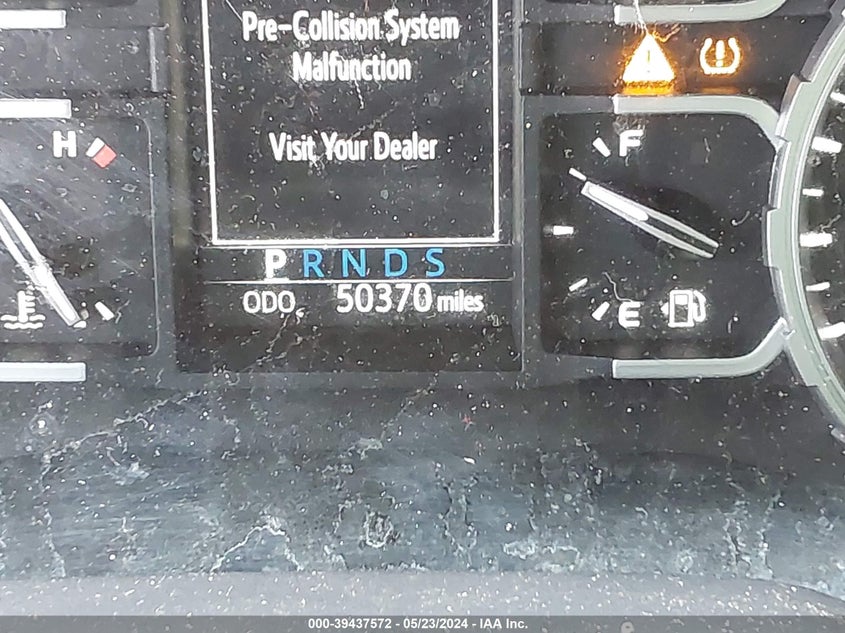 Pre-Collision System
Malfunction
Visit Your Dealer
H
F
P R N D S
ODO 50370 miles
E
000-39437572 - 05/23/2024 - IAA Inc.